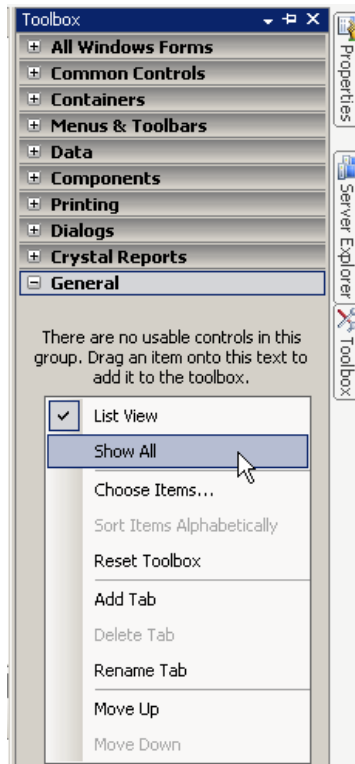 Toolbox
All Windows Forms
Common Controls
Containers
Menus & Toolbars
Data
Components
Printing
Dialogs
Crystal Reports
General
There are no usable controls in this
group. Drag an item onto this text to
add it to the toolbox.
List View
Show All
Choose Items...
Sort Items Alphabetically
Reset Toolbox
Add Tab
Delete Tab
Rename Tab
Move Up
Move Down
Properties
Server Explorer
Toolbox